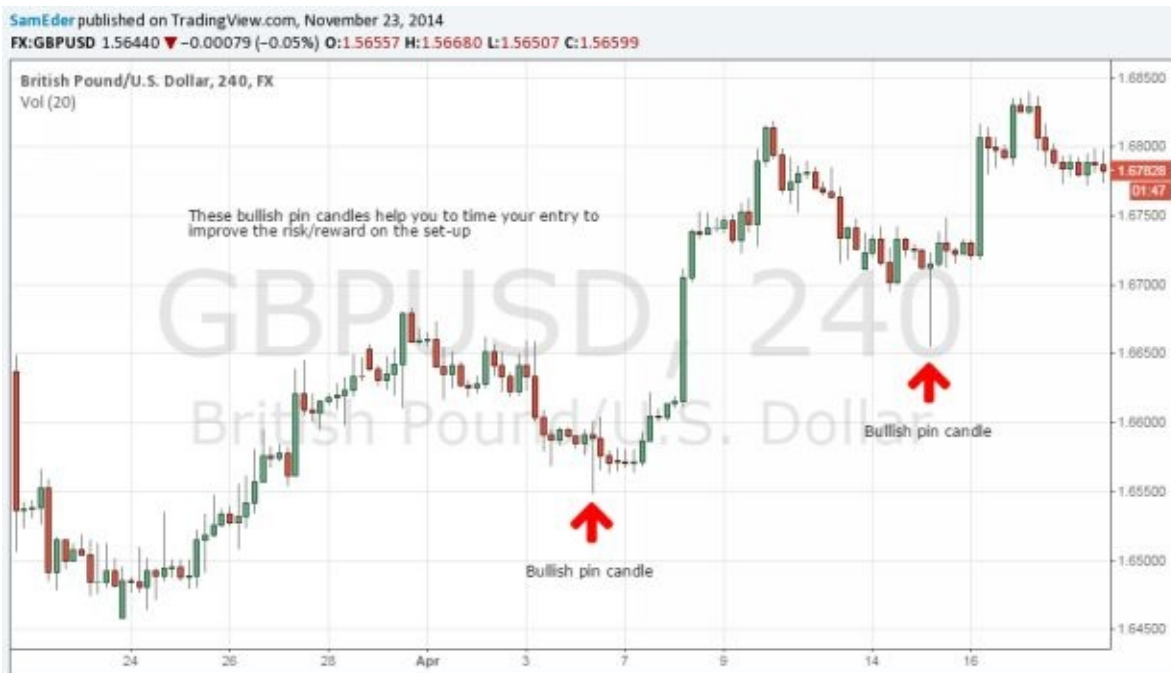 SamEder published on TradingView.com, November 23, 2014
FX:GBPUSD 1.56440 ▼ −0.00079 (−0.05%) O:1.56557 H:1.56680 L:1.56507 C:1.56599
British Pound/U.S. Dollar, 240, FX
Vol (20)
1.68500
1.68000
1.67828
01:47
These bullish pin candles help you to time your entry to
improve the risk/reward on the set-up
1.67500
GBPUSD, 240
1.67000
1.66500
British Pound/U.S. Dollar
Bullish pin candle
1.66000
1.65500
Bullish pin candle
1.65000
1.64500
24 26 28 Apr 3 7 9 14 16